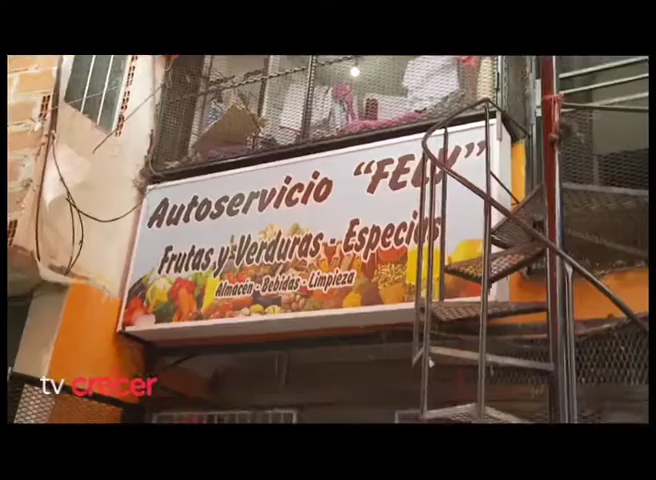 Autoservicio "FELY"
Frutas y Verduras - Especias
Almacén - Bebidas - Limpieza
tv crecer